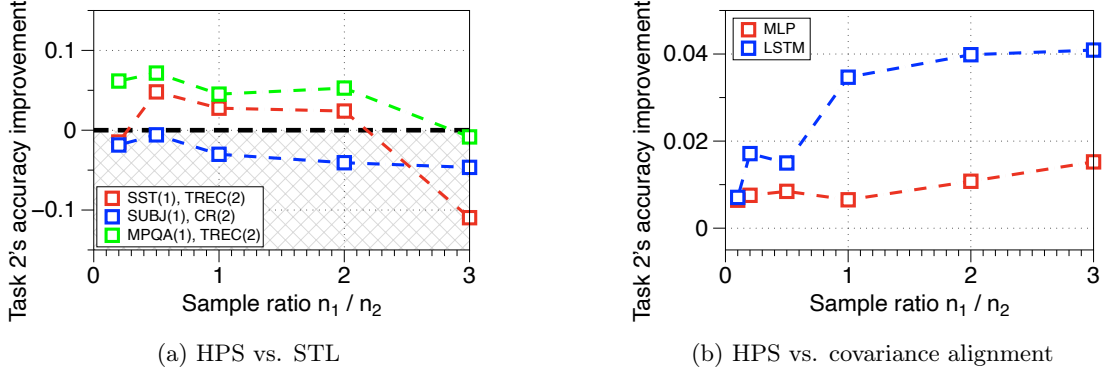 Task 2's accuracy improvement
0.1
0
−0.1
SST(1), TREC(2)
SUBJ(1), CR(2)
MPQA(1), TREC(2)
0 1 2 3
Sample ratio n₁ / n₂
(a) HPS vs. STL
Task 2's accuracy improvement
0.04
0.02
0
MLP
LSTM
0 1 2 3
Sample ratio n₁ / n₂
(b) HPS vs. covariance alignment